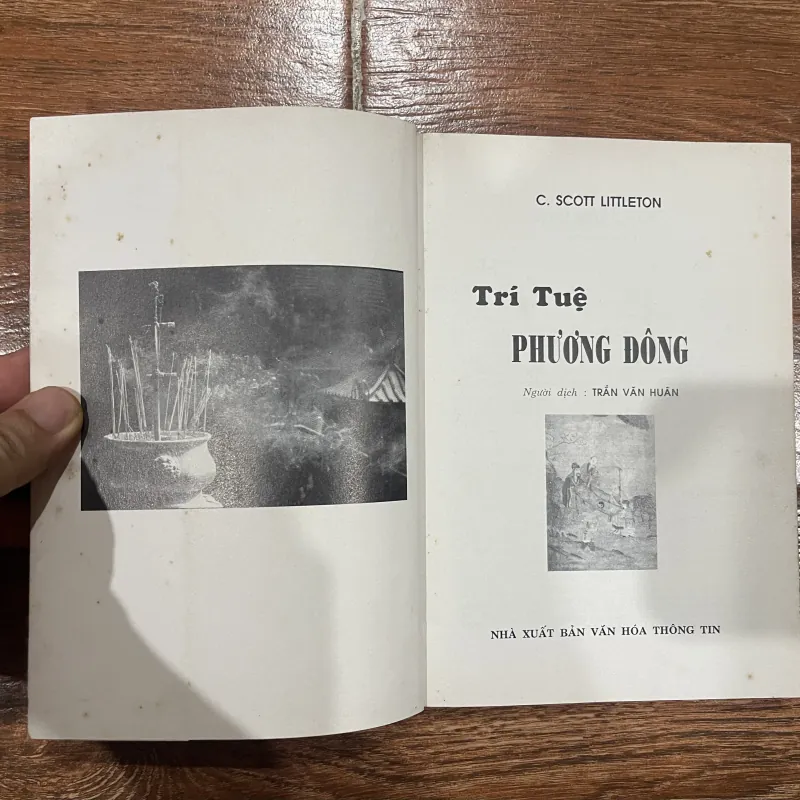 C. SCOTT LITTLETON
Trí Tuệ
PHƯƠNG ĐÔNG
Người dịch : TRẦN VĂN HUÂN
NHÀ XUẤT BẢN VĂN HÓA THÔNG TIN